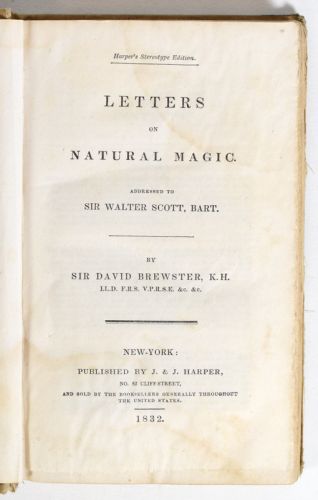 Harper's Stereotype Edition.
LETTERS
ON
NATURAL MAGIC.
ADDRESSED TO
SIR WALTER SCOTT, BART.
BY
SIR DAVID BREWSTER, K.H.
LL.D. F.R.S. V.P.R.S.E. &c. &c.
NEW-YORK:
PUBLISHED BY J. & J. HARPER,
NO. 82 CLIFF-STREET,
AND SOLD BY THE BOOKSELLERS GENERALLY THROUGHOUT
THE UNITED STATES.
1832.